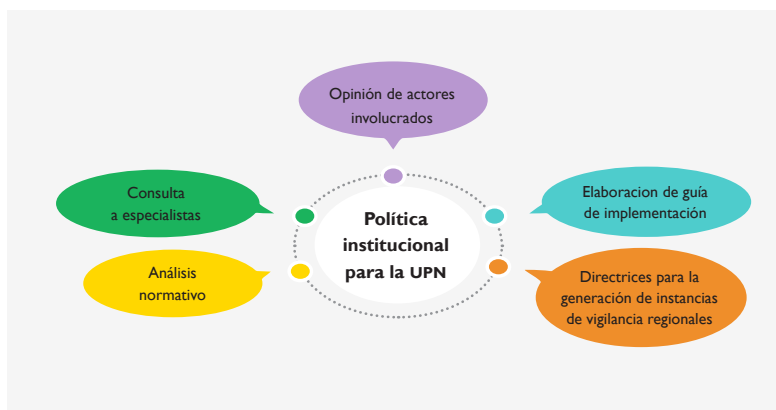 Opinión de actores
involucrados
Consulta
a especialistas
Elaboracion de guía
de implementación
Política
institucional
para la UPN
Análisis
normativo
Directrices para la
generación de instancias
de vigilancia regionales